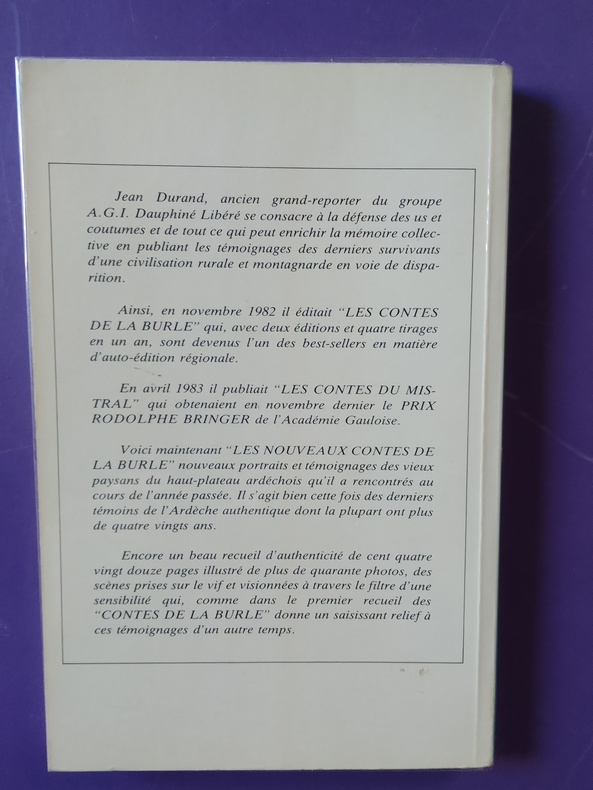 Jean Durand, ancien grand-reporter du groupe
A.G.I. Dauphiné Libéré se consacre à la défense des us et
coutumes et de tout ce qui peut enrichir la mémoire collec-
tive en publiant les témoignages des derniers survivants
d'une civilisation rurale et montagnarde en voie de dispa-
rition.
Ainsi, en novembre 1982 il éditait "LES CONTES
DE LA BURLE" qui, avec deux éditions et quatre tirages
en un an, sont devenus l'un des best-sellers en matière
d'auto-édition régionale.
En avril 1983 il publiait "LES CONTES DU MIS-
TRAL" qui obtenaient en novembre dernier le PRIX
RODOLPHE BRINGER de l'Académie Gauloise.
Voici maintenant "LES NOUVEAUX CONTES DE
LA BURLE" nouveaux portraits et témoignages des vieux
paysans du haut-plateau ardéchois qu'il a rencontrés au
cours de l'année passée. Il s'agit bien cette fois des derniers
témoins de l'Ardèche authentique dont la plupart ont plus
de quatre vingts ans.
Encore un beau recueil d'authenticité de cent quatre
vingt douze pages illustré de plus de quarante photos, des
scènes prises sur le vif et visionnées à travers le filtre d'une
sensibilité qui, comme dans le premier recueil des
"CONTES DE LA BURLE" donne un saisissant relief à
ces témoignages d'un autre temps.